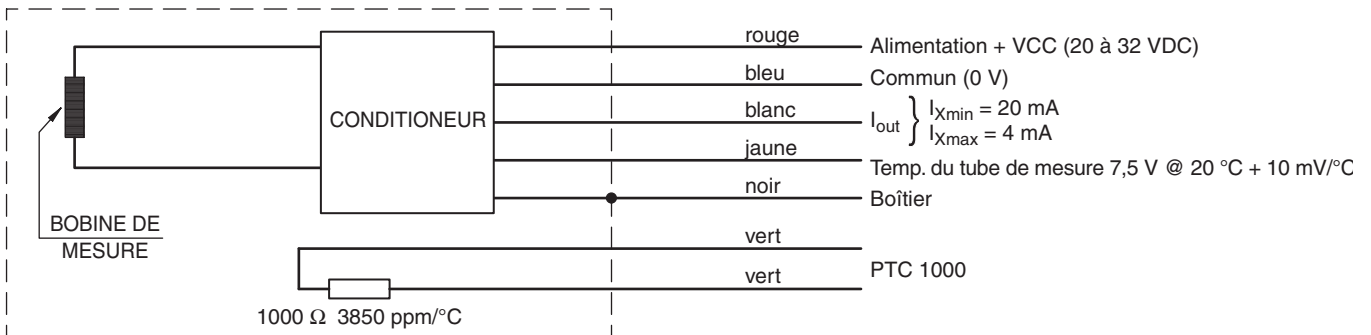 rouge Alimentation + VCC (20 à 32 VDC)
bleu Commun (0 V)
blanc I_out } I_Xmin = 20 mA
I_Xmax = 4 mA
jaune Temp. du tube de mesure 7,5 V @ 20 °C + 10 mV/°C
noir Boîtier
CONDITIONEUR
BOBINE DE
MESURE
vert
vert
PTC 1000
1000 Ω 3850 ppm/°C